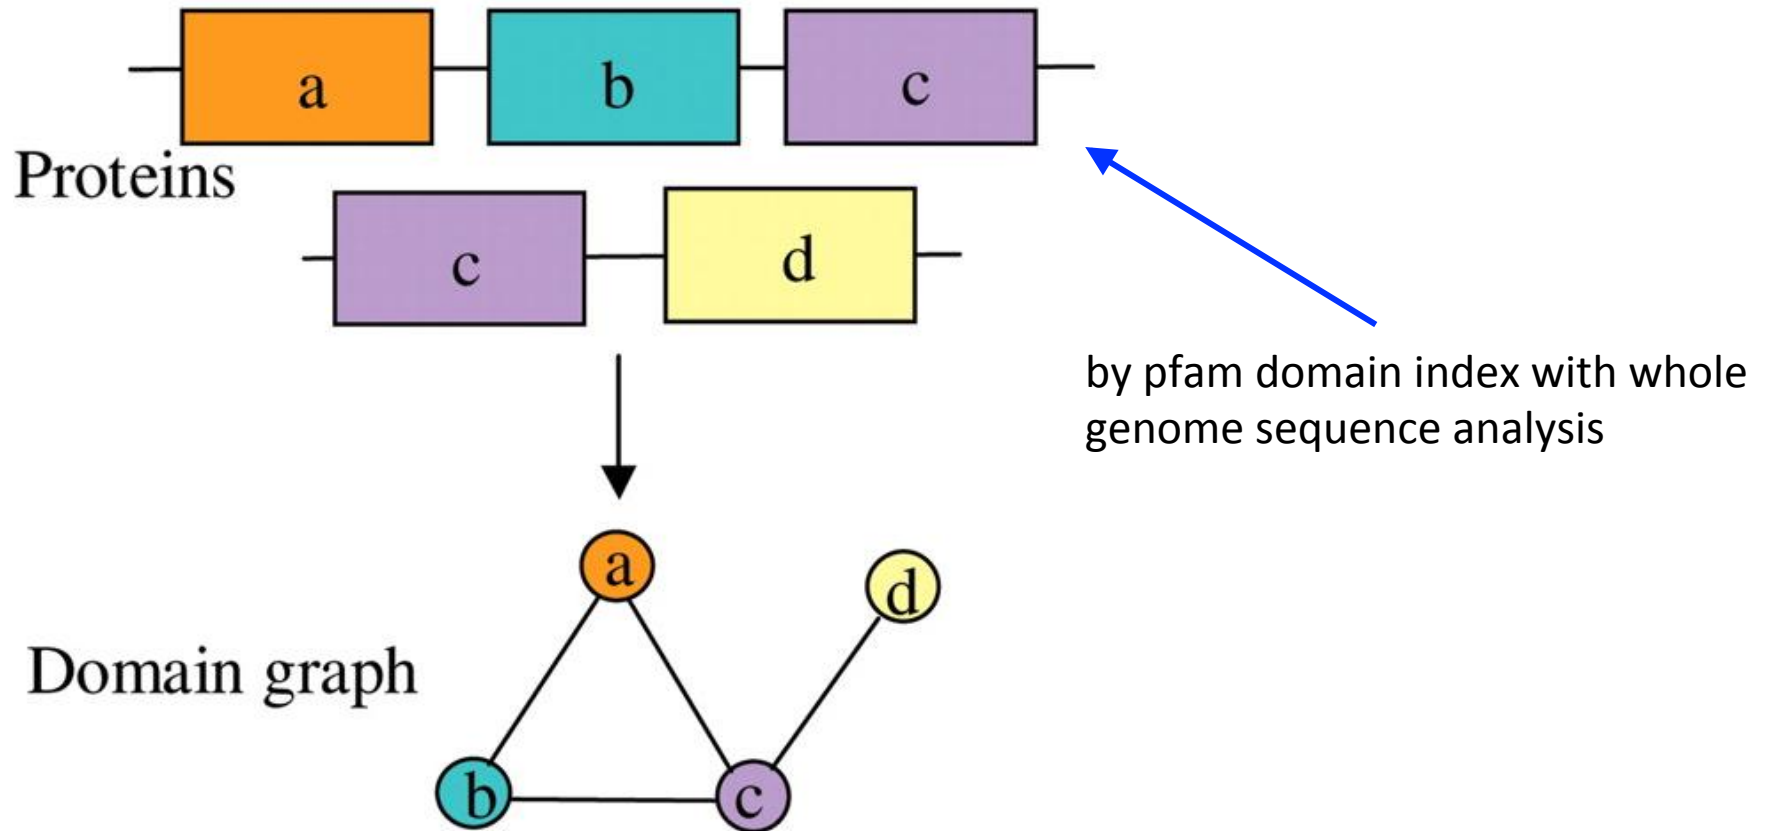 a b c
Proteins
c d
by pfam domain index with whole
genome sequence analysis
a
d
Domain graph
b c